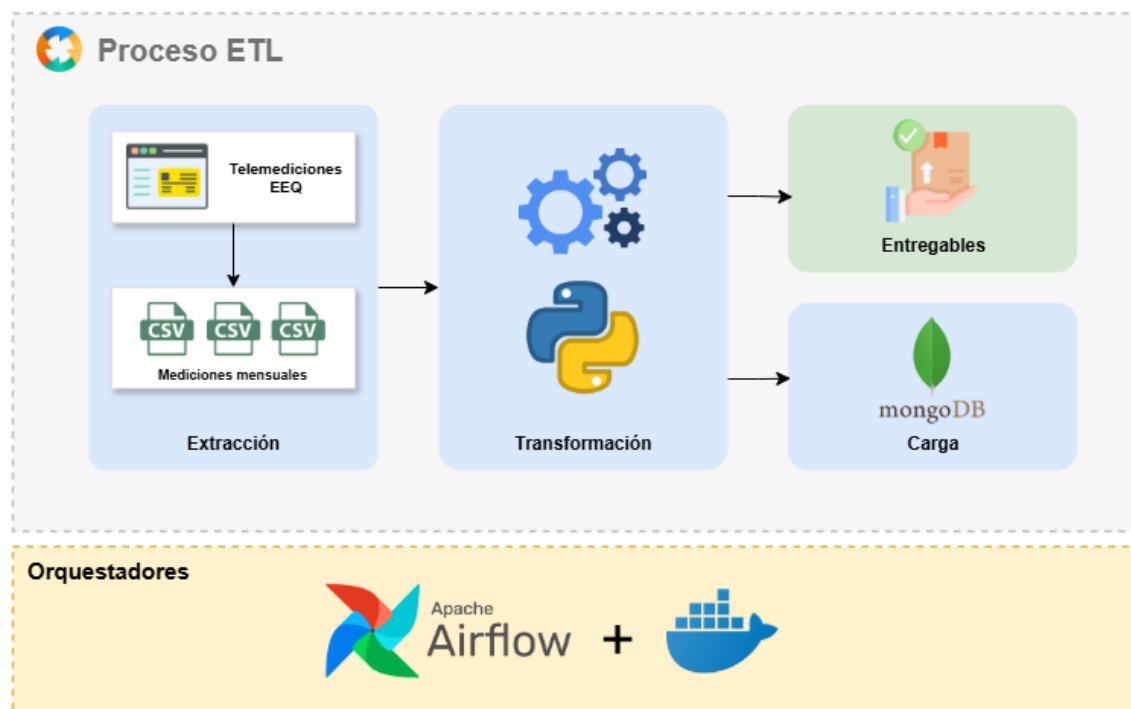 Proceso ETL
Telemediciones
EEQ
CSV
CSV
CSV
Mediciones mensuales
Extracción
Transformación
Entregables
mongoDB
Carga
Orquestadores
Apache
Airflow
+